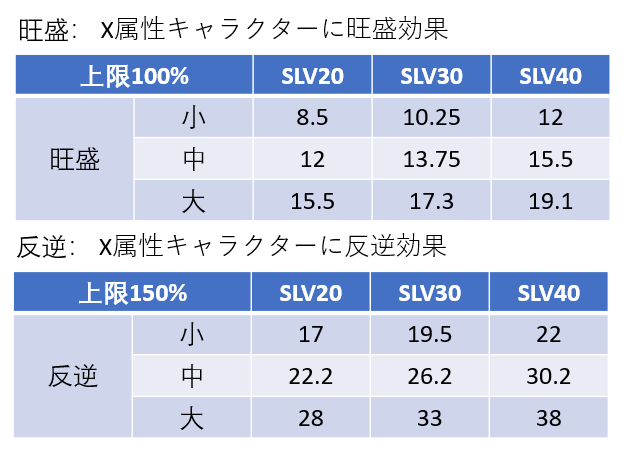 旺盛： X属性キャラクターに旺盛効果
上限100% SLV20 SLV30 SLV40
小 8.5 10.25 12
旺盛 中 12 13.75 15.5
大 15.5 17.3 19.1
反逆： X属性キャラクターに反逆効果
上限150% SLV20 SLV30 SLV40
小 17 19.5 22
反逆 中 22.2 26.2 30.2
大 28 33 38